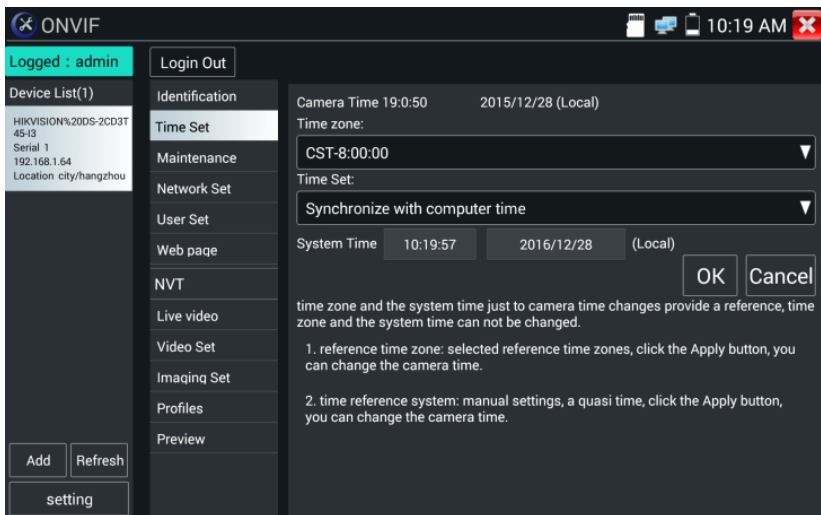 ONVIF
10:19 AM
Logged : admin
Login Out
Device List(1)
HIKVISION%20DS-2CD3T
45-I3
Serial 1
192.168.1.64
Location city/hangzhou
Add
Refresh
setting
Identification
Time Set
Maintenance
Network Set
User Set
Web page
NVT
Live video
Video Set
Imaging Set
Profiles
Preview
Camera Time 19:0:50 2015/12/28 (Local)
Time zone:
CST-8:00:00
Time Set:
Synchronize with computer time
System Time 10:19:57 2016/12/28 (Local)
OK
Cancel
time zone and the system time just to camera time changes provide a reference, time
zone and the system time can not be changed.
1. reference time zone: selected reference time zones, click the Apply button, you
can change the camera time.
2. time reference system: manual settings, a quasi time, click the Apply button,
you can change the camera time.